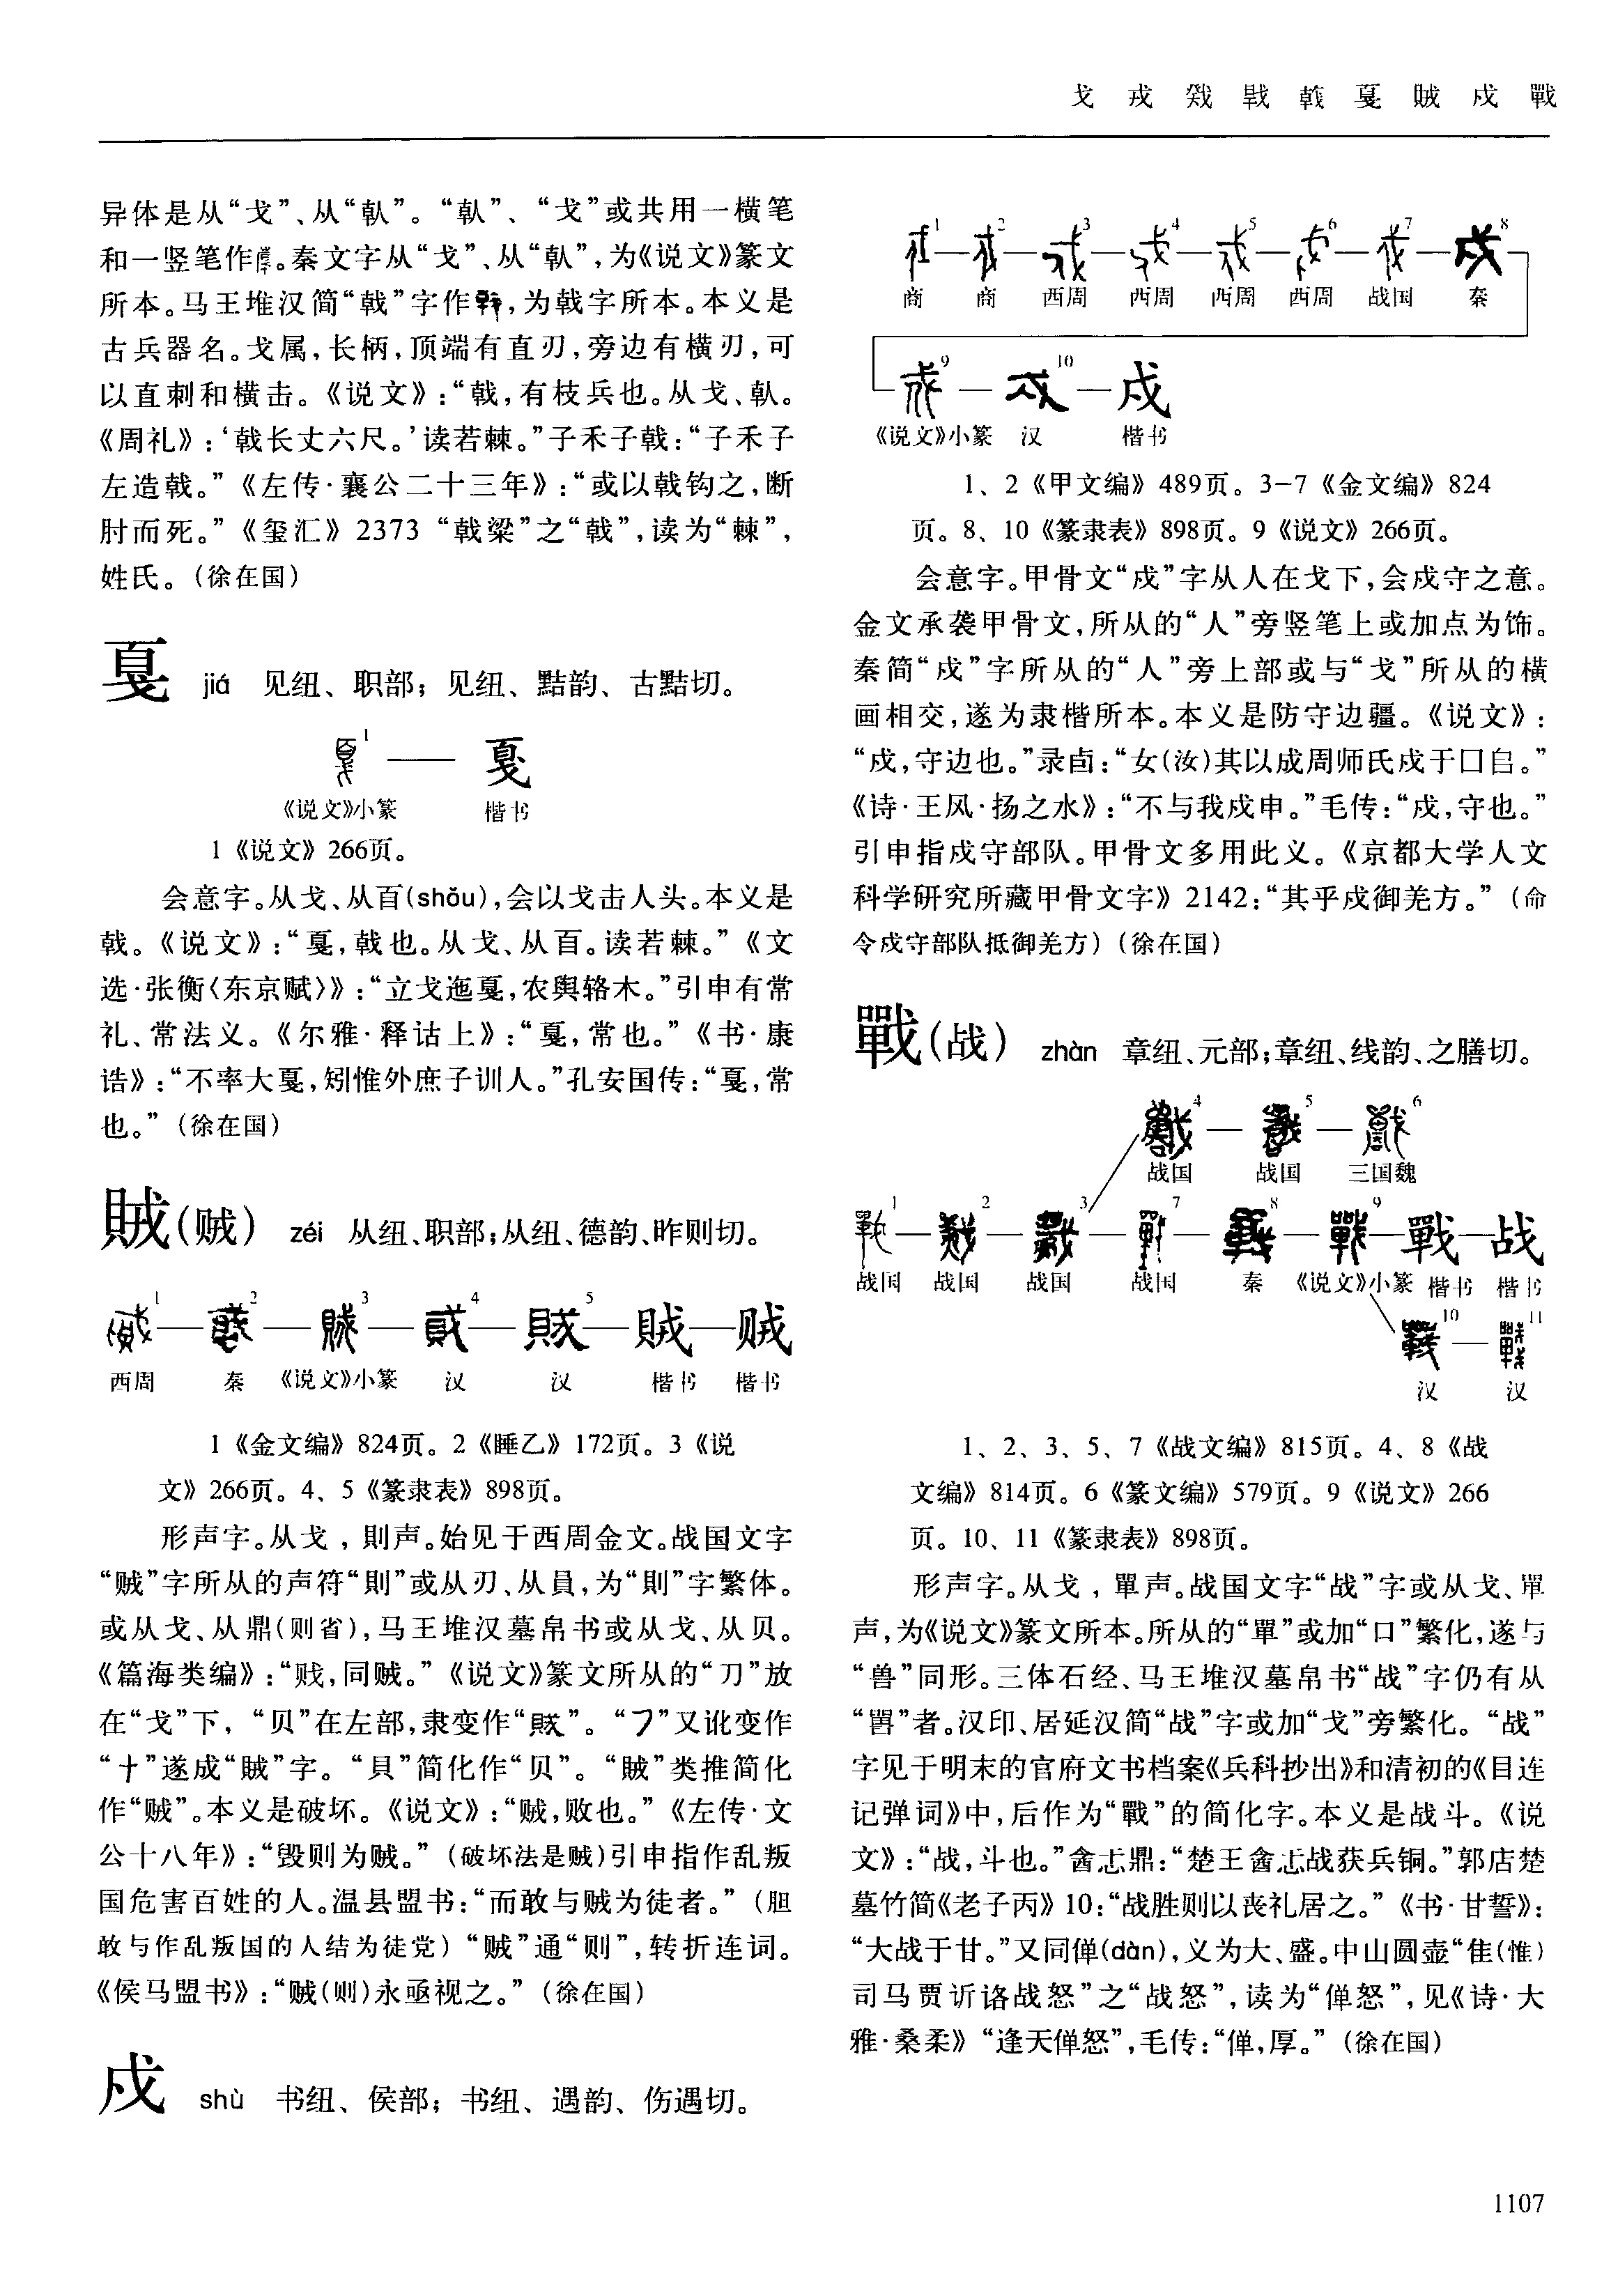 戈 戎 戣 戟 戛 賊 戍 戰
异体是从“戈”、从“倝”。“倝”、“戈”或共用一横笔
和一竖笔作。秦文字从“戈”、从“倝”,为《说文》篆文
所本。马王堆汉简“戟”字作,为戟字所本。本义是
古兵器名。戈属,长柄,顶端有直刃,旁边有横刃,可
以直刺和横击。《说文》:“戟,有枝兵也。从戈、倝。
《周礼》:‘戟长丈六尺。’读若棘。”子禾子戟:“子禾子
左造戟。”《左传·襄公二十三年》:“或以戟钩之,断
肘而死。”《玺汇》2373“戟梁”之“戟”,读为“棘”,
姓氏。(徐在国)
戛 jiá 见纽、职部;见纽、黠韵、古黠切。
1
戛
《说文》小篆 楷书
1《说文》266页。
会意字。从戈、从𦣻(shǒu),会以戈击人头。本义是
戟。《说文》:“戛,戟也。从戈、从𦣻。读若棘。”《文
选·张衡〈东京赋〉》:“立戈迤戛,农舆辂木。”引申有常
礼、常法义。《尔雅·释诂上》:“戛,常也。”《书·康
诰》:“不率大戛,矧惟外庶子训人。”孔安国传:“戛,常
也。”(徐在国)
賊(贼) zéi 从纽、职部;从纽、德韵、昨则切。
1 2 3 4 5
賊 贼
西周 秦 《说文》小篆 汉 汉 楷书 楷书
1《金文编》824页。2《睡乙》172页。3《说
文》266页。4、5《篆隶表》898页。
形声字。从戈,則声。始见于西周金文。战国文字
“贼”字所从的声符“則”或从刃、从員,为“則”字繁体。
或从戈、从鼎(则省),马王堆汉墓帛书或从戈、从贝。
《篇海类编》:“戝,同贼。”《说文》篆文所从的“刀”放
在“戈”下,“贝”在左部,隶变作“”。“”又讹变作
“十”遂成“賊”字。“貝”简化作“贝”。“賊”类推简化
作“贼”。本义是破坏。《说文》:“贼,败也。”《左传·文
公十八年》:“毁则为贼。”(破坏法是贼)引申指作乱叛
国危害百姓的人。温县盟书:“而敢与贼为徒者。”(胆
敢与作乱叛国的人结为徒党)“贼”通“则”,转折连词。
《侯马盟书》:“贼(则)永亟视之。”(徐在国)
戍 shù 书纽、侯部;书纽、遇韵、伤遇切。
1 2 3 4 5 6 7 8
商 商 西周 西周 西周 西周 战国 秦
9 10
戍
《说文》小篆 汉 楷书
1、2《甲文编》489页。3-7《金文编》824
页。8、10《篆隶表》898页。9《说文》266页。
会意字。甲骨文“戍”字从人在戈下,会戍守之意。
金文承袭甲骨文,所从的“人”旁竖笔上或加点为饰。
秦简“戍”字所从的“人”旁上部或与“戈”所从的横
画相交,遂为隶楷所本。本义是防守边疆。《说文》:
“戍,守边也。”录卣:“女(汝)其以成周师氏戍于口𠂤。”
《诗·王风·扬之水》:“不与我戍申。”毛传:“戍,守也。”
引申指戍守部队。甲骨文多用此义。《京都大学人文
科学研究所藏甲骨文字》2142:“其乎戍御羌方。”(命
令戍守部队抵御羌方)(徐在国)
戰(战) zhàn 章纽、元部;章纽、线韵、之膳切。
4 5 6
战国 战国 三国魏
1 2 3 7 8 9
戰 战
战国 战国 战国 战国 秦 《说文》小篆 楷书 楷书
10 11
汉 汉
1、2、3、5、7《战文编》815页。4、8《战
文编》814页。6《篆文编》579页。9《说文》266
页。10、11《篆隶表》898页。
形声字。从戈,單声。战国文字“战”字或从戈、單
声,为《说文》篆文所本。所从的“單”或加“口”繁化,遂与
“兽”同形。三体石经、马王堆汉墓帛书“战”字仍有从
“嘼”者。汉印、居延汉简“战”字或加“戈”旁繁化。“战”
字见于明末的官府文书档案《兵科抄出》和清初的《目连
记弹词》中,后作为“戰”的简化字。本义是战斗。《说
文》:“战,斗也。”酓忎鼎:“楚王酓忎战获兵铜。”郭店楚
墓竹简《老子丙》10:“战胜则以丧礼居之。”《书·甘誓》:
“大战于甘。”又同僤(dàn),义为大、盛。中山圆壶“隹(惟)
司马贾䜣詻战怒”之“战怒”,读为“僤怒”,见《诗·大
雅·桑柔》“逢天僤怒”,毛传:“僤,厚。”(徐在国)
1107